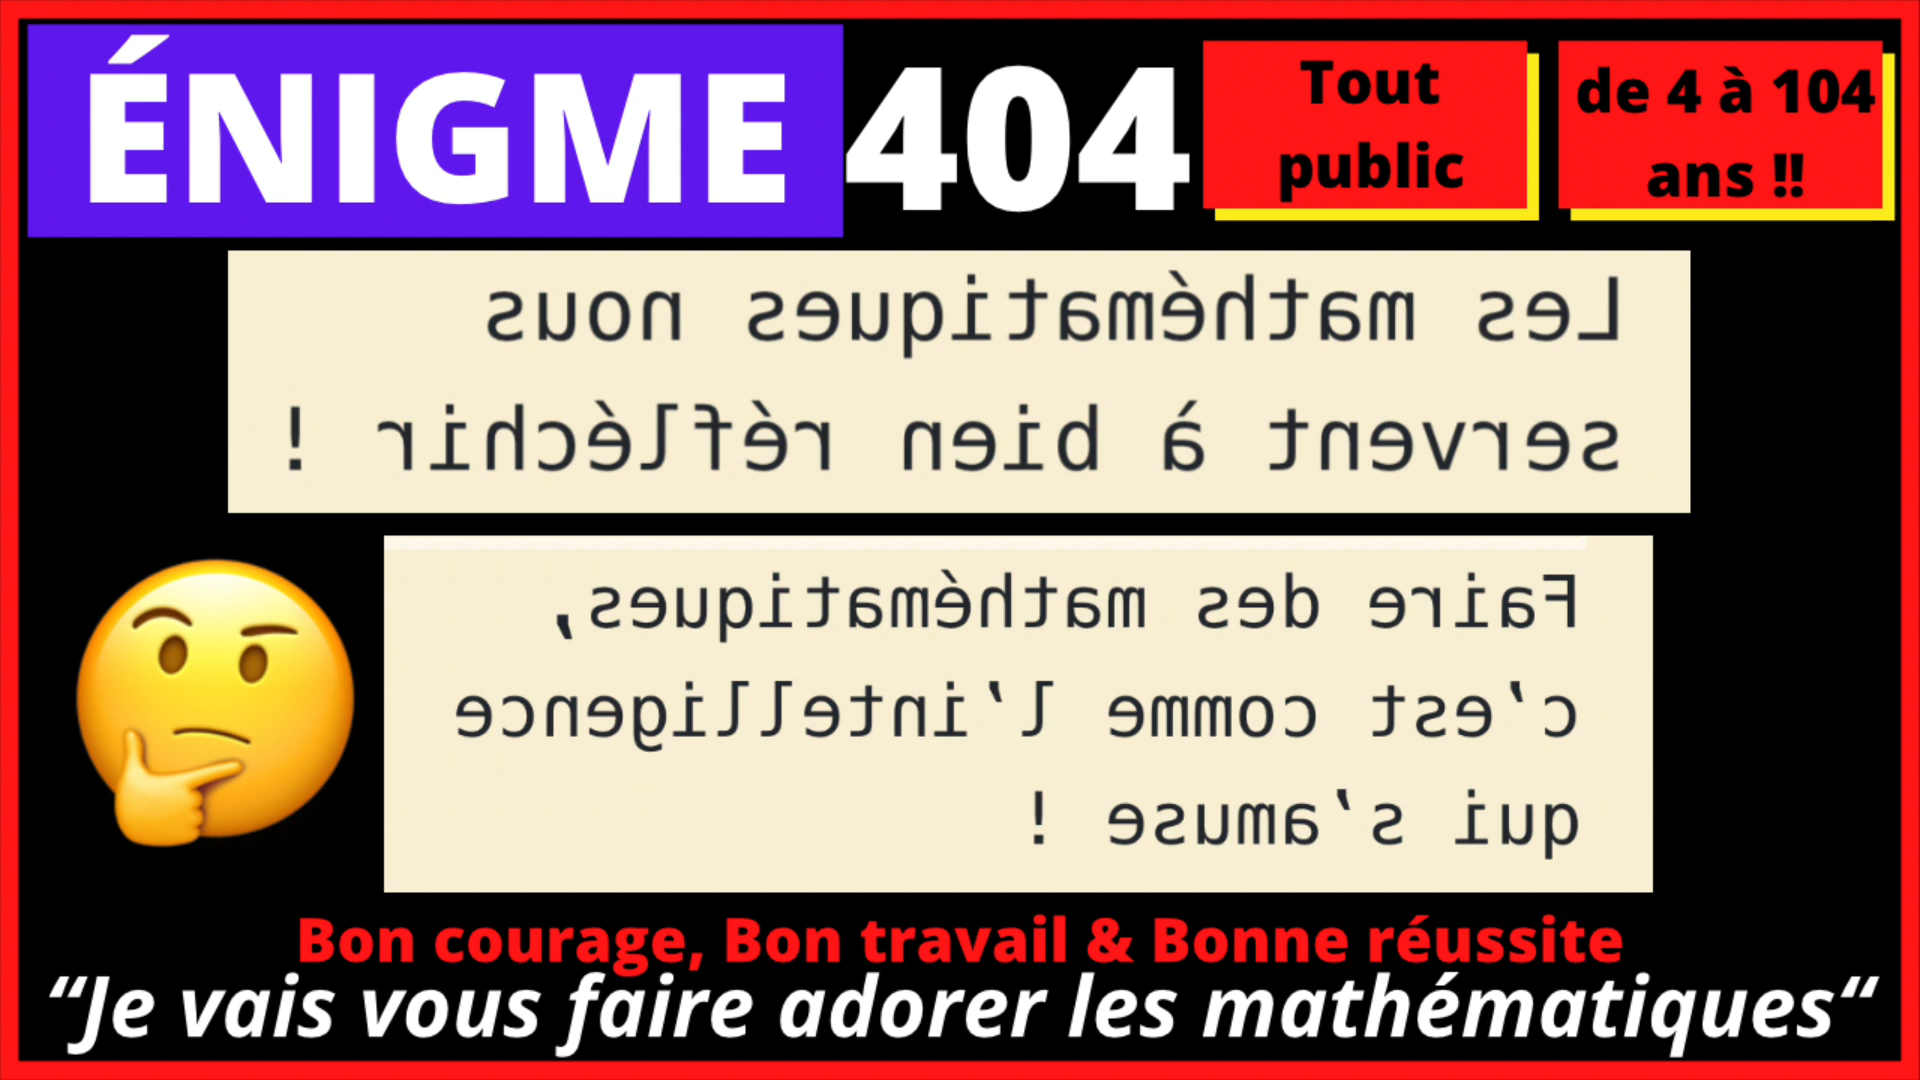 ÉNIGME 404
Tout
public
de 4 à 104
ans !!
Les mathématiques nous
servent à bien réfléchir !
Faire des mathématiques,
c’est comme l’intelligence
qui s’amuse !
Bon courage, Bon travail & Bonne réussite
“Je vais vous faire adorer les mathématiques“